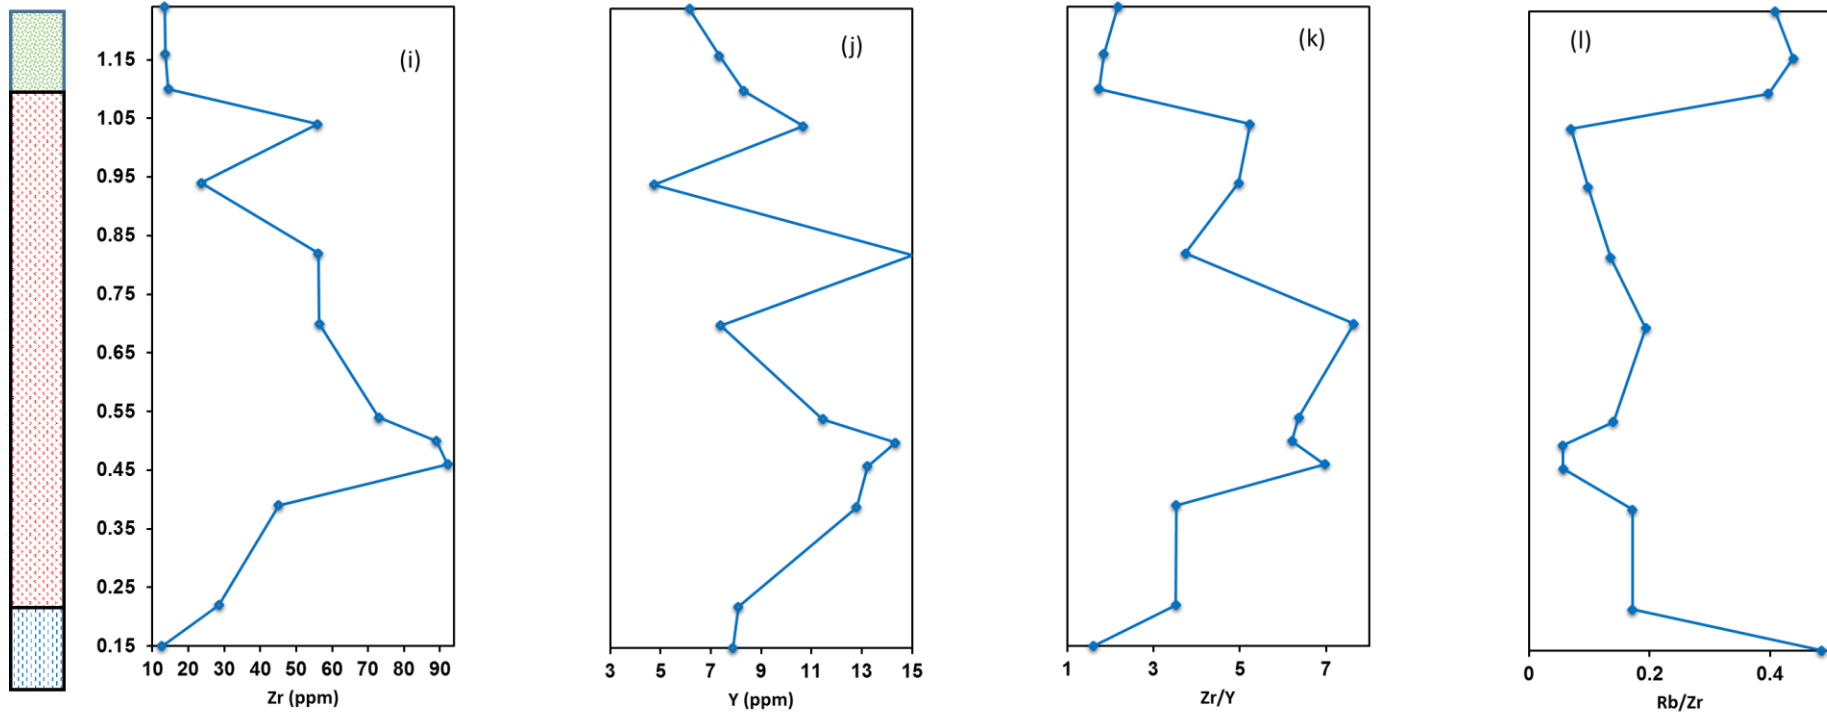 (i)
(j)
(k)
(l)
1.15
1.05
0.95
0.85
0.75
0.65
0.55
0.45
0.35
0.25
0.15
10 20 30 40 50 60 70 80 90
3 5 7 9 11 13 15
1 3 5 7
0 0.2 0.4
Zr (ppm)
Y (ppm)
Zr/Y
Rb/Zr